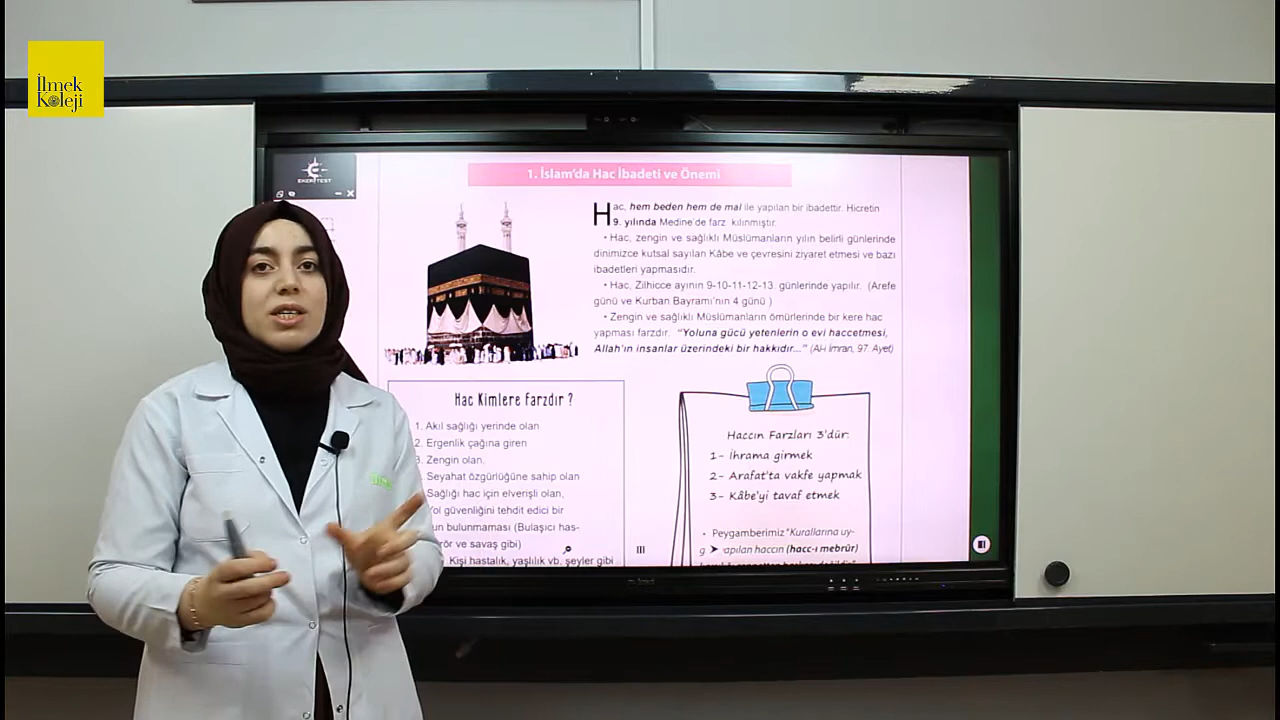 İlmek
Koleji
EKERTEST
1. İslam'da Hac İbadeti ve Önemi
Hac, hem beden hem de mal ile yapılan bir ibadettir. Hicretin
9. yılında Medine'de farz kılınmıştır.
• Hac, zengin ve sağlıklı Müslümanların yılın belirli günlerinde
dinimizce kutsal sayılan Kâbe ve çevresini ziyaret etmesi ve bazı
ibadetleri yapmasıdır.
• Hac, Zilhicce ayının 9-10-11-12-13. günlerinde yapılır. (Arefe
günü ve Kurban Bayramı'nın 4 günü )
• Zengin ve sağlıklı Müslümanların ömürlerinde bir kere hac
yapması farzdır. "Yoluna gücü yetenlerin o evi haccetmesi,
Allah'ın insanlar üzerindeki bir hakkıdır..." (Al-i İmran, 97. Ayet)
Hac Kimlere Farzdır ?
1. Akıl sağlığı yerinde olan
2. Ergenlik çağına giren
3. Zengin olan,
Seyahat özgürlüğüne sahip olan
Sağlığı hac için elverişli olan,
Yol güvenliğini tehdit edici bir
un bulunmaması (Bulaşıcı has-
rör ve savaş gibi)
Kişi hastalık, yaşlılık vb. şeyler gibi
Haccın Farzları 3'dür:
1- İhrama girmek
2- Arafat'ta vakfe yapmak
3- Kâbe'yi tavaf etmek
• Peygamberimiz "Kurallarına uy-
g yapılan haccın (hacc-ı mebrûr)